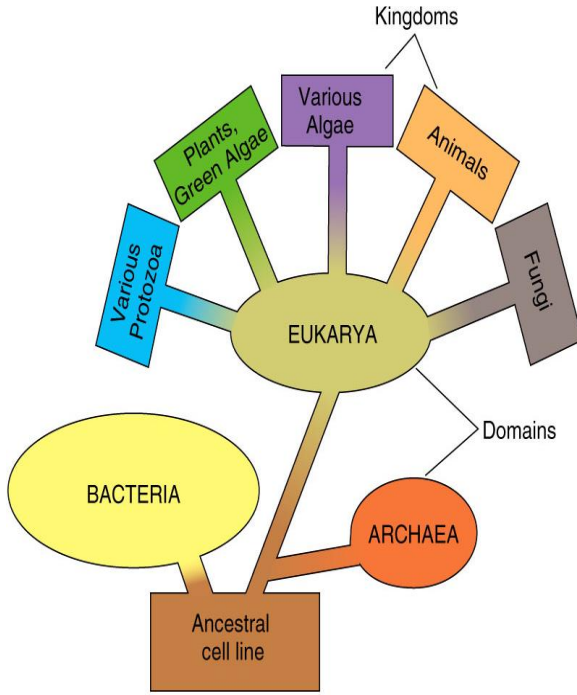 Kingdoms
Various
Algae
Plants,
Green Algae
Animals
Various
Protozoa
Fungi
EUKARYA
Domains
BACTERIA
ARCHAEA
Ancestral
cell line